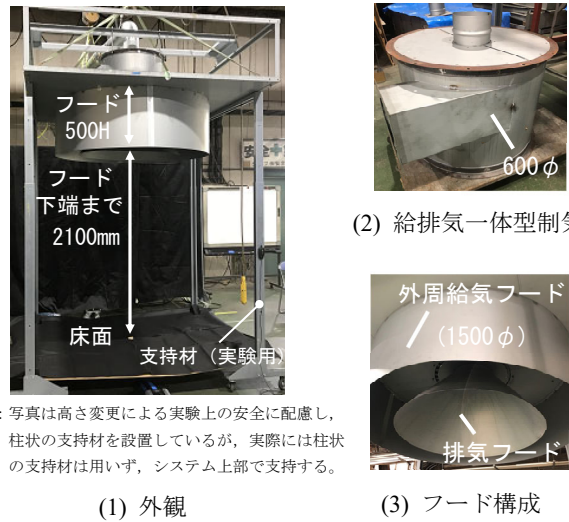 フード
500H
フード
下端まで
2100mm
床面
支持材（実験用）
安全十
600φ
(2) 給排気一体型制気
外周給気フード
(1500φ)
排気フード
(3) フード構成
：写真は高さ変更による実験上の安全に配慮し，
柱状の支持材を設置しているが，実際には柱状
の支持材は用いず，システム上部で支持する。
(1) 外観